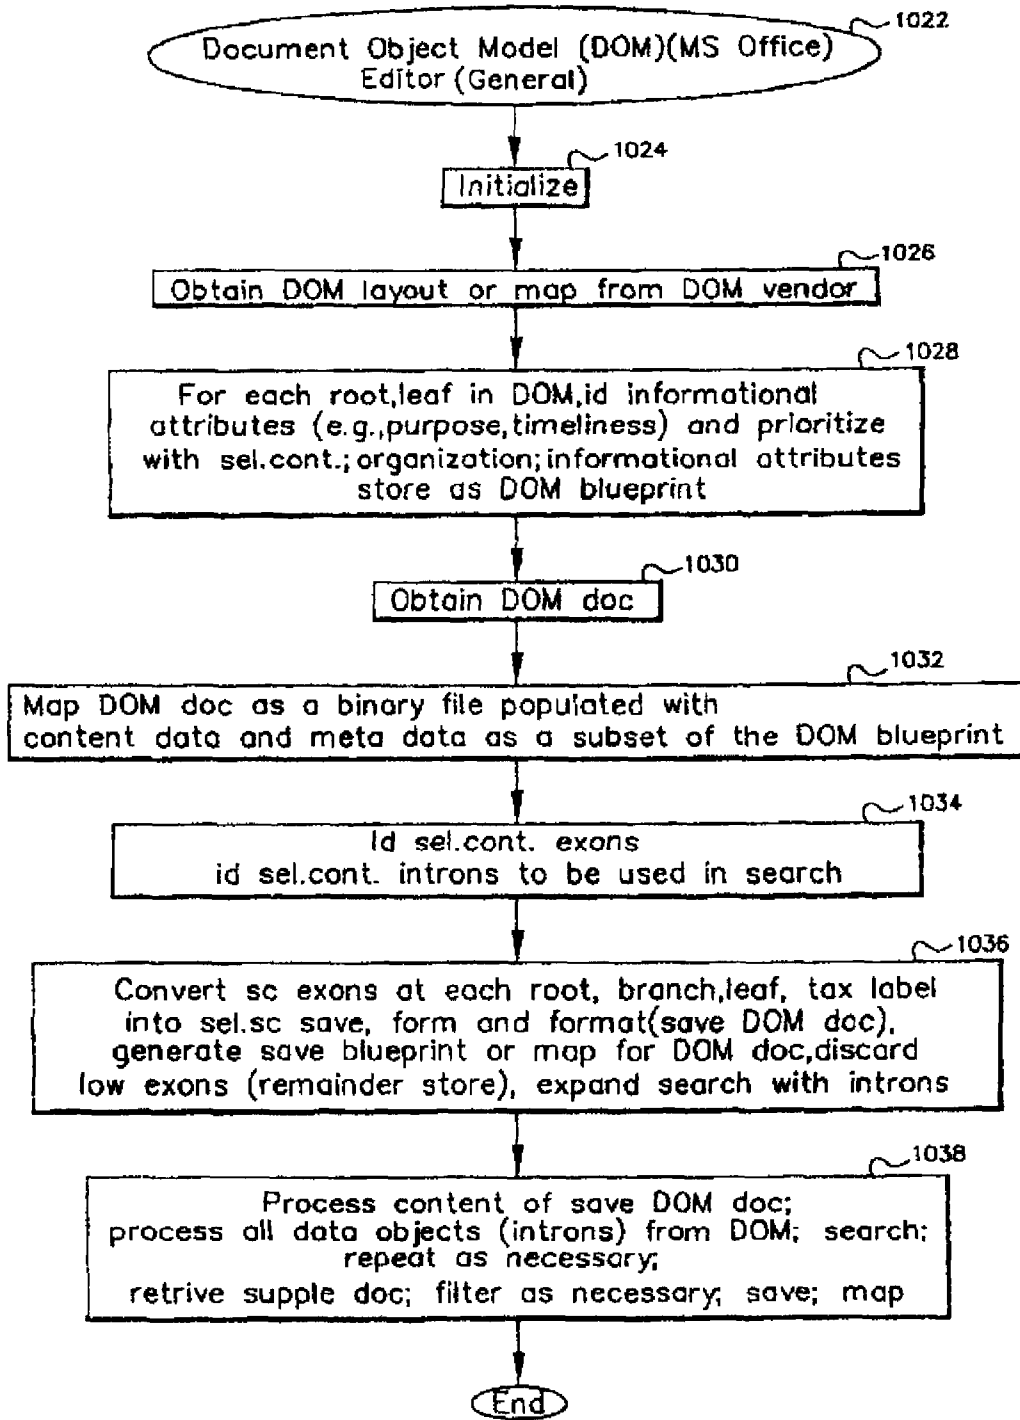 1022
Document Object Model (DOM)(MS Office)
Editor (General)
1024
Initialize
1026
Obtain DOM layout or map from DOM vendor
1028
For each root,leaf in DOM,id informational
attributes (e.g.,purpose,timeliness) and prioritize
with sel.cont.;organization;informational attributes
store as DOM blueprint
1030
Obtain DOM doc
1032
Map DOM doc as a binary file populated with
content data and meta data as a subset of the DOM blueprint
1034
Id sel.cont. exons
id sel.cont. introns to be used in search
1036
Convert sc exons at each root, branch,leaf, tax label
into sel.sc save, form and format(save DOM doc),
generate save blueprint or map for DOM doc,discard
low exons (remainder store), expand search with introns
1038
Process content of save DOM doc;
process all data objects (introns) from DOM; search;
repeat as necessary;
retrive supple doc; filter as necessary; save; map
End